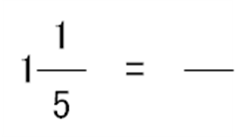 1 1/5 = —